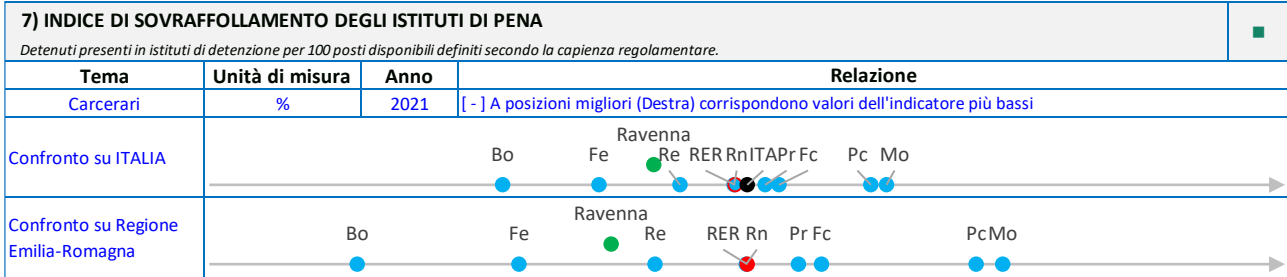 7) INDICE DI SOVRAFFOLLAMENTO DEGLI ISTITUTI DI PENA
Detenuti presenti in istituti di detenzione per 100 posti disponibili definiti secondo la capienza regolamentare.
Tema Unità di misura Anno Relazione
Carcerari % 2021 [ - ] A posizioni migliori (Destra) corrispondono valori dell'indicatore più bassi
Confronto su ITALIA
Ravenna
Bo Fe Re RER Rn ITA Pr Fc Pc Mo
Confronto su Regione
Emilia-Romagna
Ravenna
Bo Fe Re RER Rn Pr Fc Pc Mo